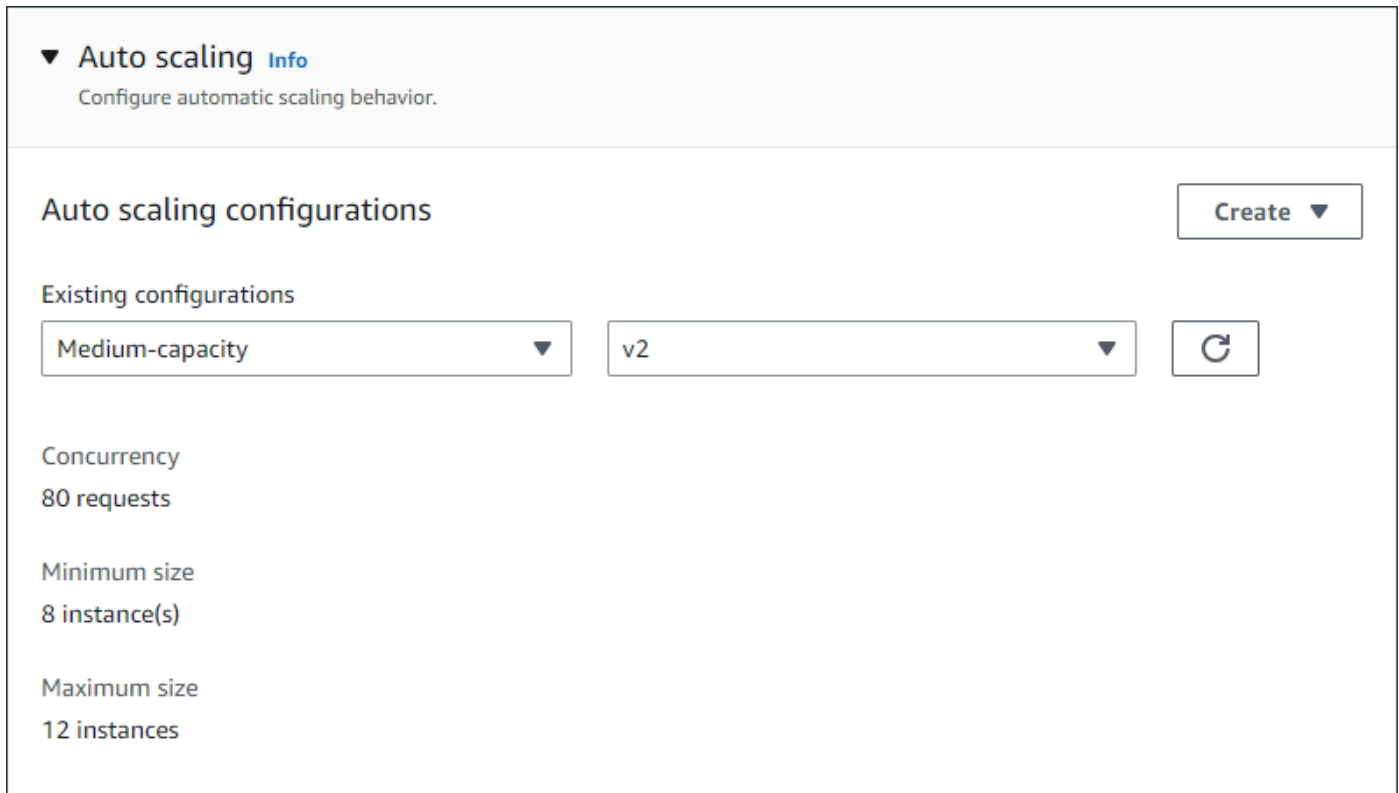 Auto scaling Info
Configure automatic scaling behavior.
Auto scaling configurations
Create
Existing configurations
Medium-capacity
v2
Concurrency
80 requests
Minimum size
8 instance(s)
Maximum size
12 instances